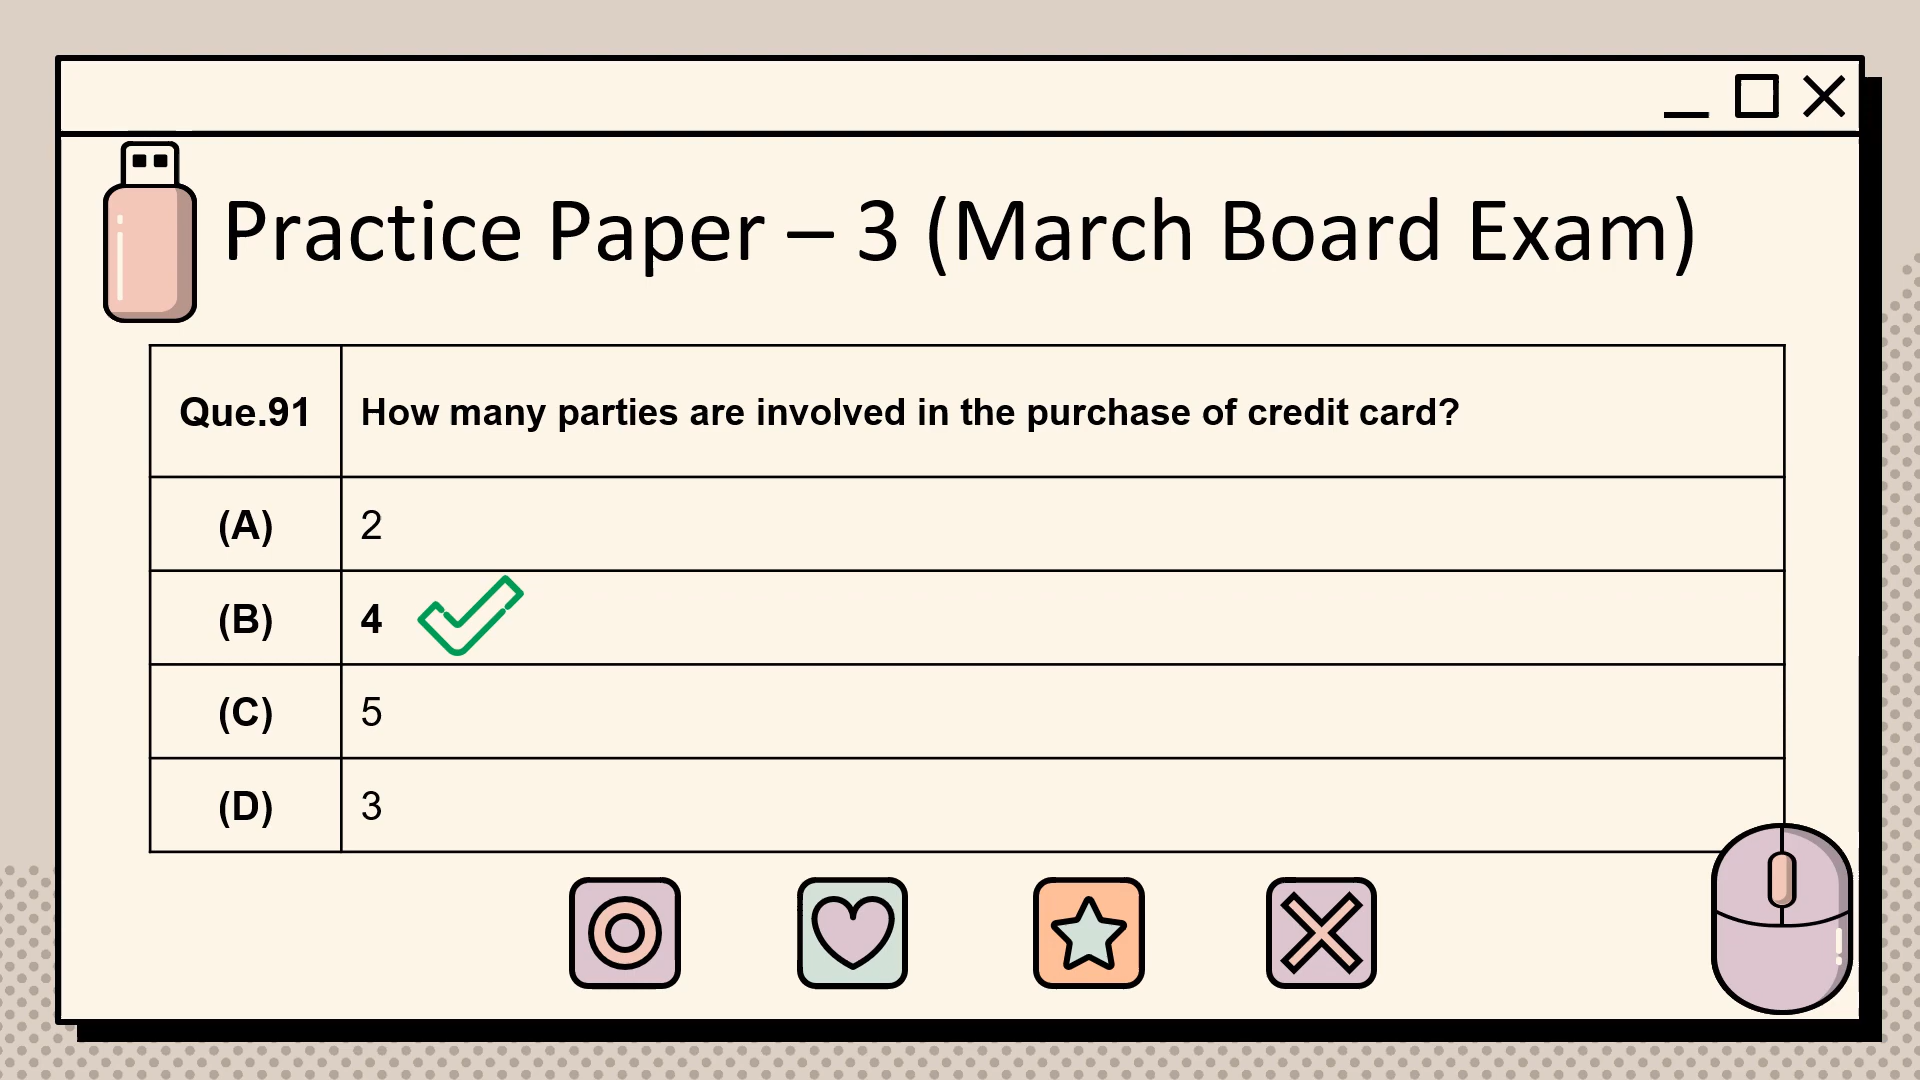 Practice Paper – 3 (March Board Exam)
Que.91 How many parties are involved in the purchase of credit card?
(A) 2
(B) 4
(C) 5
(D) 3